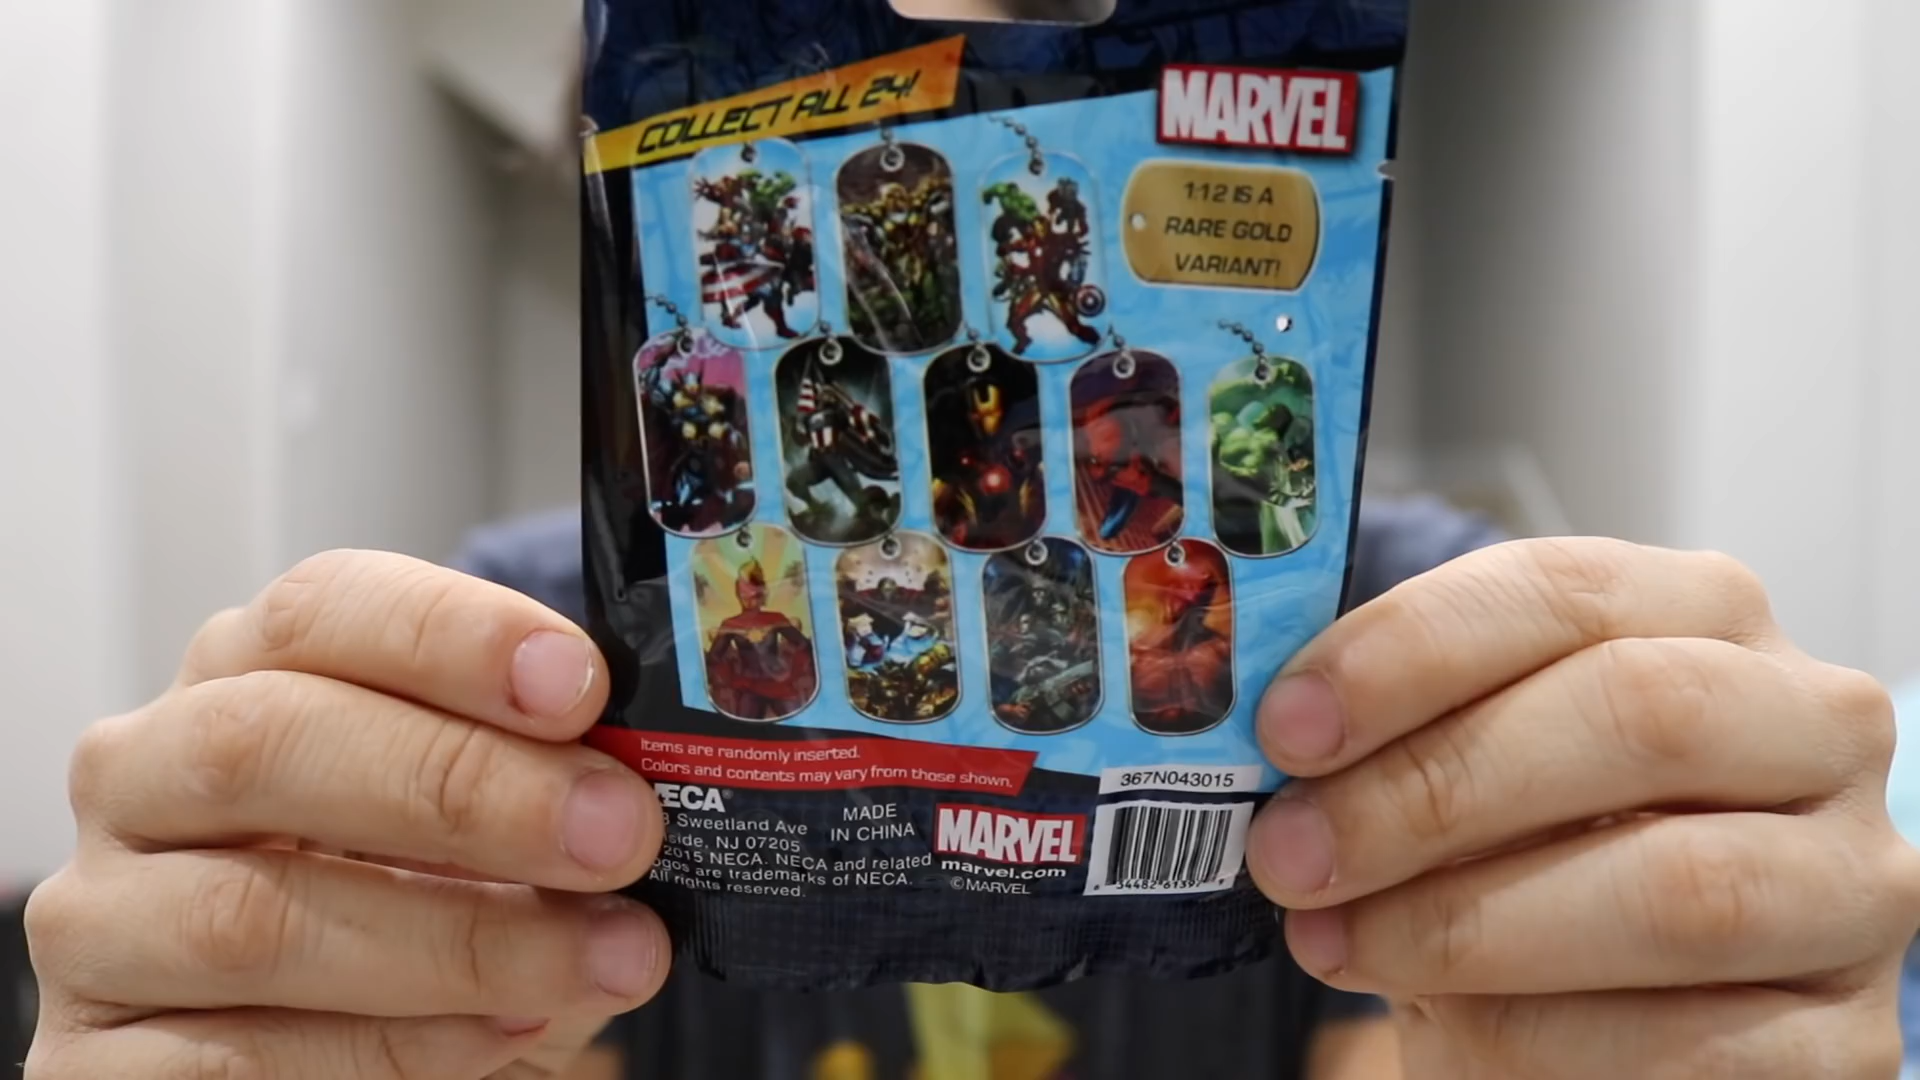 COLLECT ALL 24!
MARVEL
1:12 IS A
RARE GOLD
VARIANT!
Items are randomly inserted.
Colors and contents may vary from those shown.
367N043015
NECA®
Sweetland Ave
NJ 07205
2015 NECA. NECA and related
are trademarks of NECA.
All rights reserved.
MADE
IN CHINA
MARVEL
marvel.com
©MARVEL